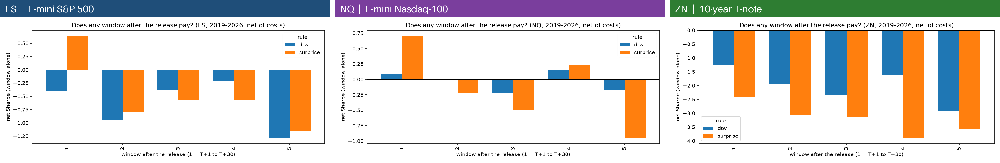 ES | E-mini S&P 500
Does any window after the release pay? (ES, 2019-2026, net of costs)
net Sharpe (window alone)
0.50
0.25
0.00
−0.25
−0.50
−0.75
−1.00
−1.25
rule
dtw
surprise
1
2
3
4
5
window after the release (1 = T+1 to T+30)
NQ | E-mini Nasdaq-100
Does any window after the release pay? (NQ, 2019-2026, net of costs)
net Sharpe (window alone)
0.75
0.50
0.25
0.00
−0.25
−0.50
−0.75
−1.00
rule
dtw
surprise
1
2
3
4
5
window after the release (1 = T+1 to T+30)
ZN | 10-year T-note
Does any window after the release pay? (ZN, 2019-2026, net of costs)
net Sharpe (window alone)
0.0
−0.5
−1.0
−1.5
−2.0
−2.5
−3.0
−3.5
−4.0
rule
dtw
surprise
1
2
3
4
5
window after the release (1 = T+1 to T+30)